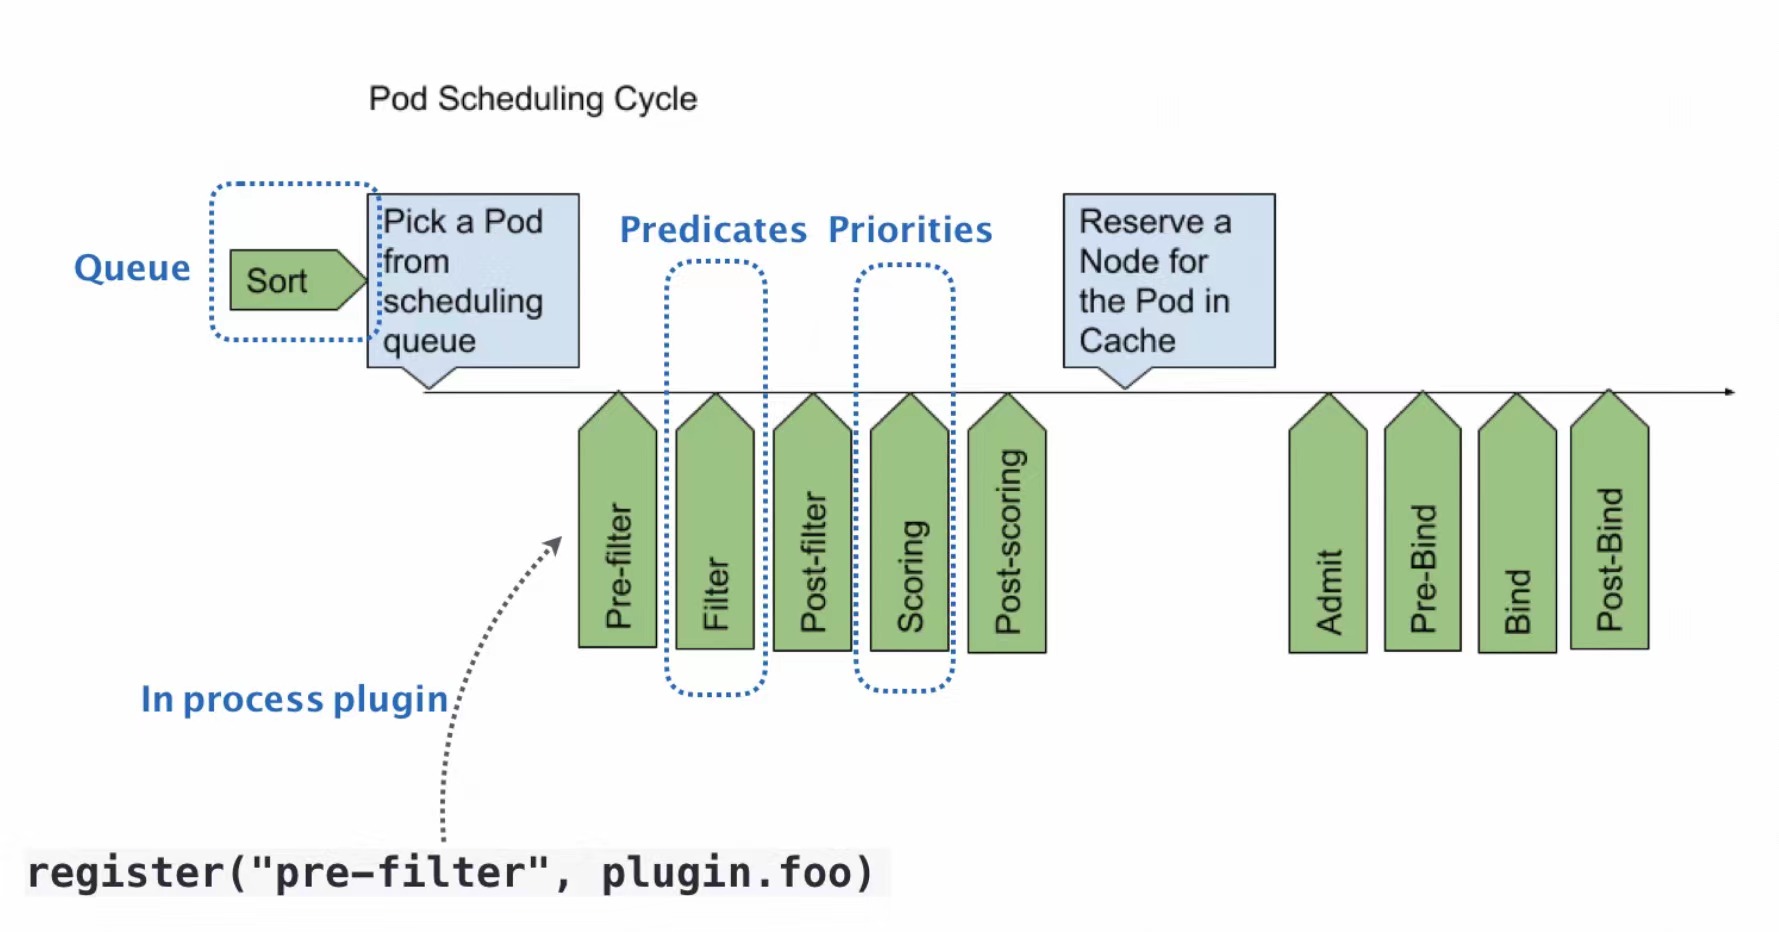 Pod Scheduling Cycle
Queue
Sort
Pick a Pod
from
scheduling
queue
Predicates
Priorities
Reserve a
Node for
the Pod in
Cache
Pre-filter
Filter
Post-filter
Scoring
Post-scoring
Admit
Pre-Bind
Bind
Post-Bind
In process plugin
register("pre-filter", plugin.foo)